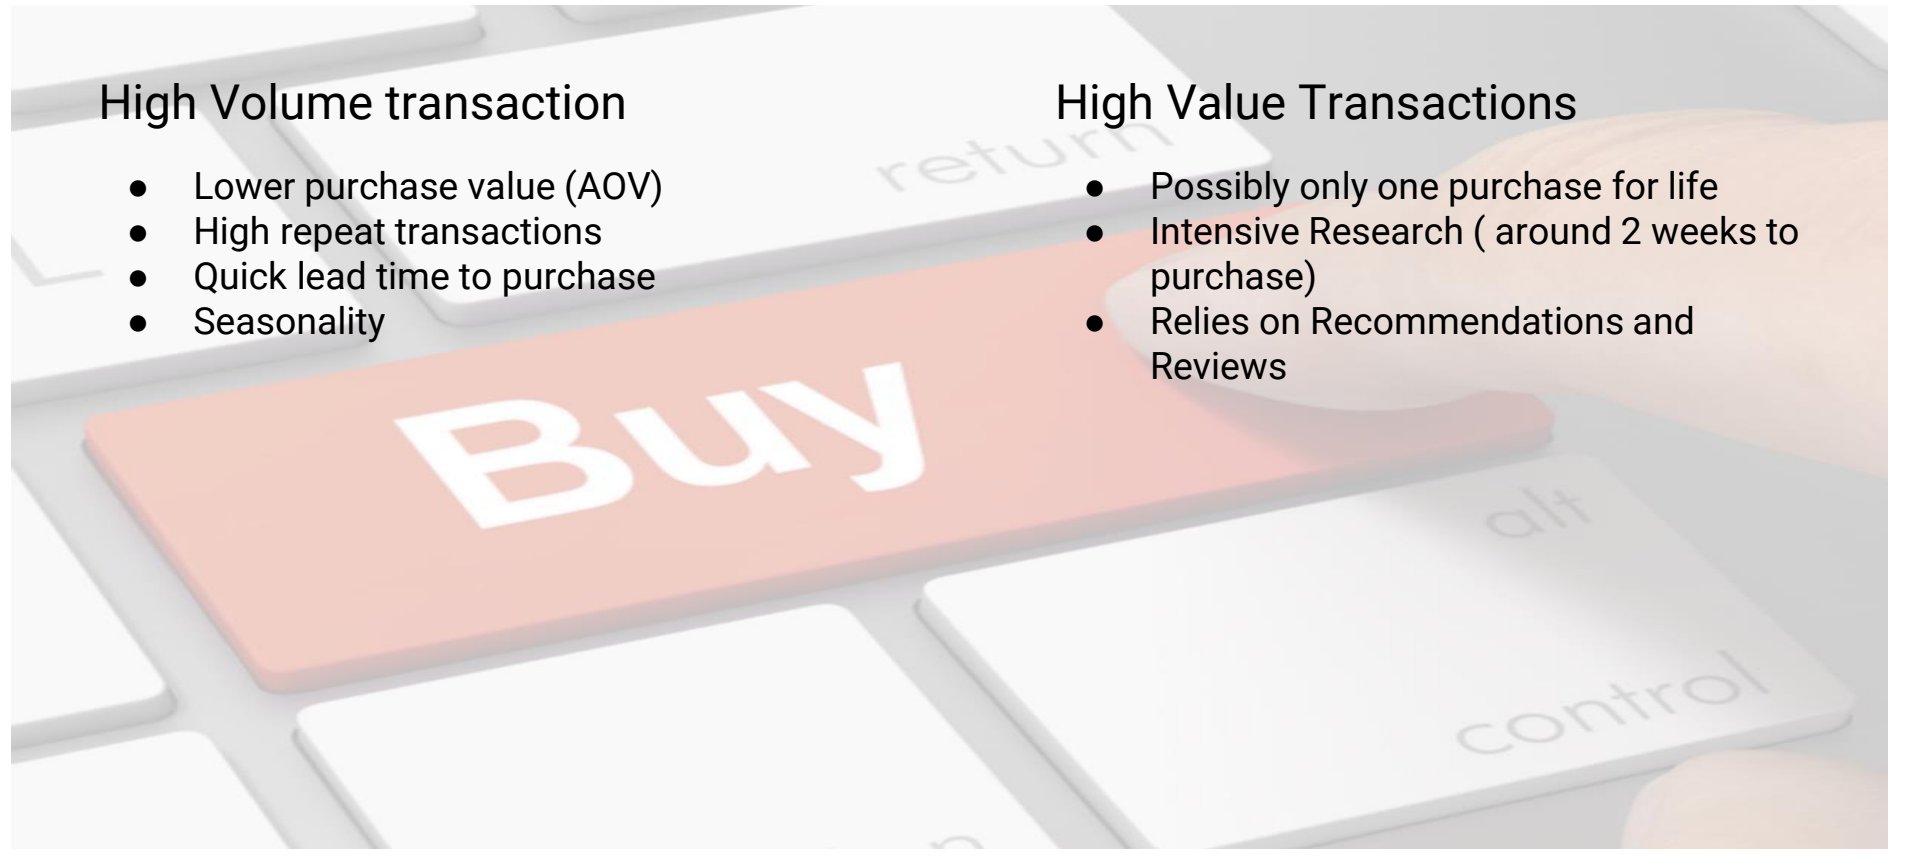 High Volume transaction
● Lower purchase value (AOV)
● High repeat transactions
● Quick lead time to purchase
● Seasonality
High Value Transactions
● Possibly only one purchase for life
● Intensive Research ( around 2 weeks to
purchase)
● Relies on Recommendations and
Reviews
return
Buy
alt
control